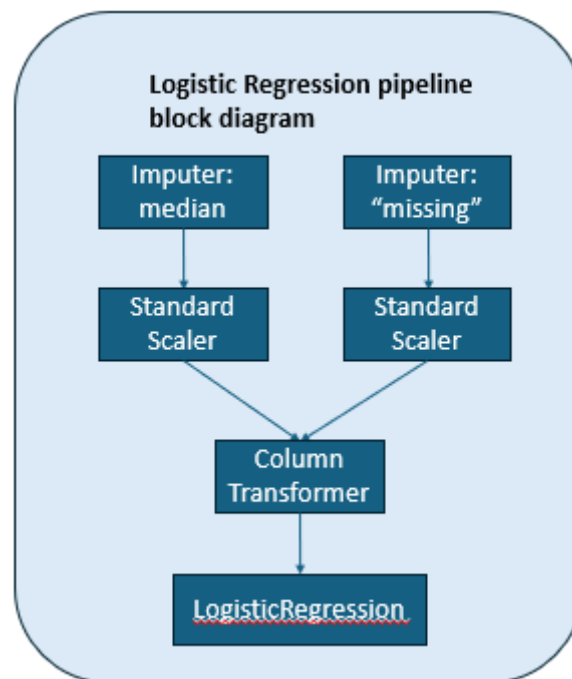 Logistic Regression pipeline
block diagram
Imputer:
median
Imputer:
“missing”
Standard
Scaler
Standard
Scaler
Column
Transformer
LogisticRegression